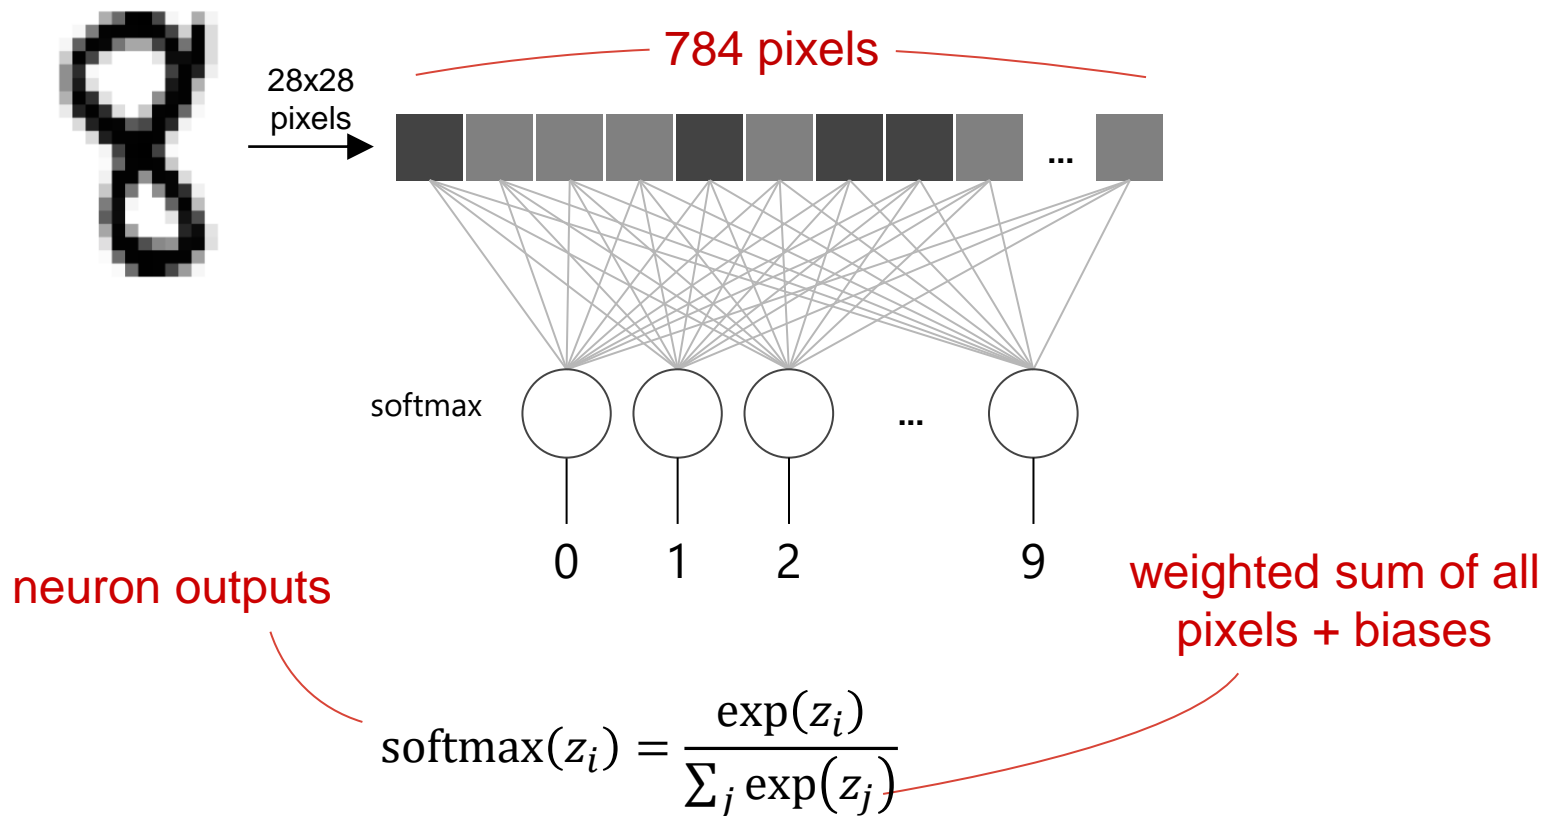 784 pixels
28x28
pixels
...
softmax
...
0 1 2 9
neuron outputs
weighted sum of all
pixels + biases
softmax(z_i) = exp(z_i) / ∑_j exp(z_j)